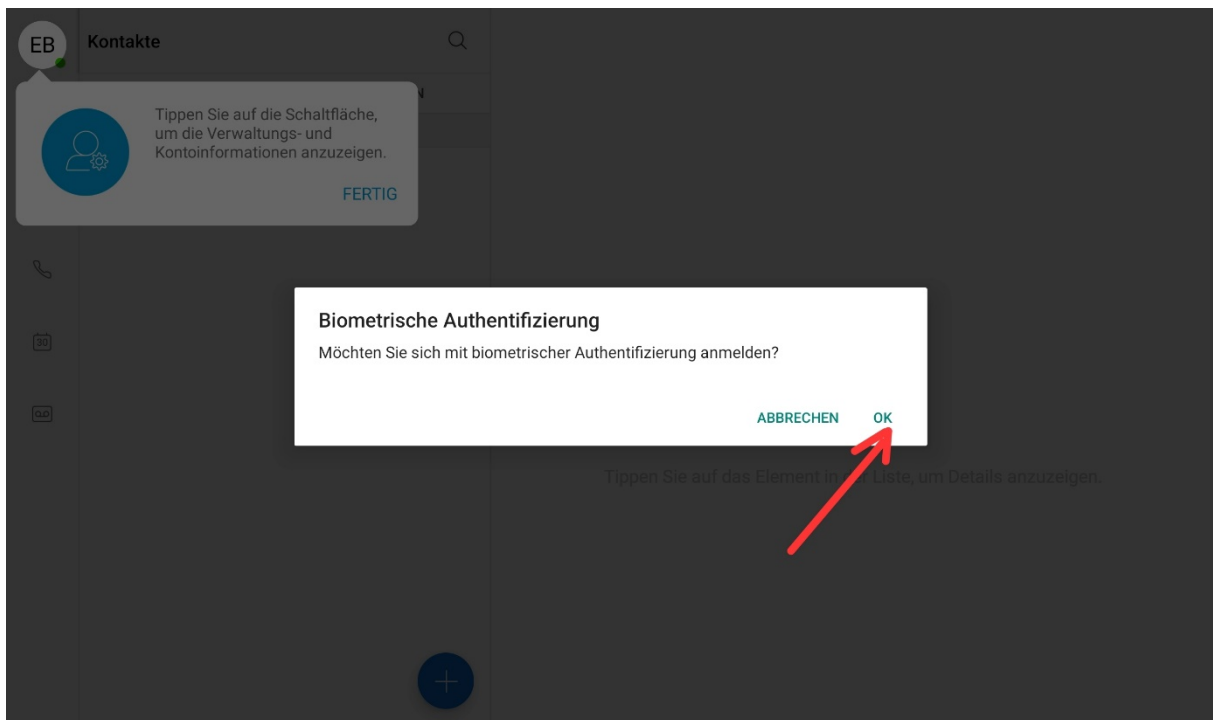 EB
Kontakte
N
Tippen Sie auf die Schaltfläche,
um die Verwaltungs- und
Kontoinformationen anzuzeigen.
FERTIG
30
Biometrische Authentifizierung
Möchten Sie sich mit biometrischer Authentifizierung anmelden?
ABBRECHEN OK
Tippen Sie auf das Element in der Liste, um Details anzuzeigen.